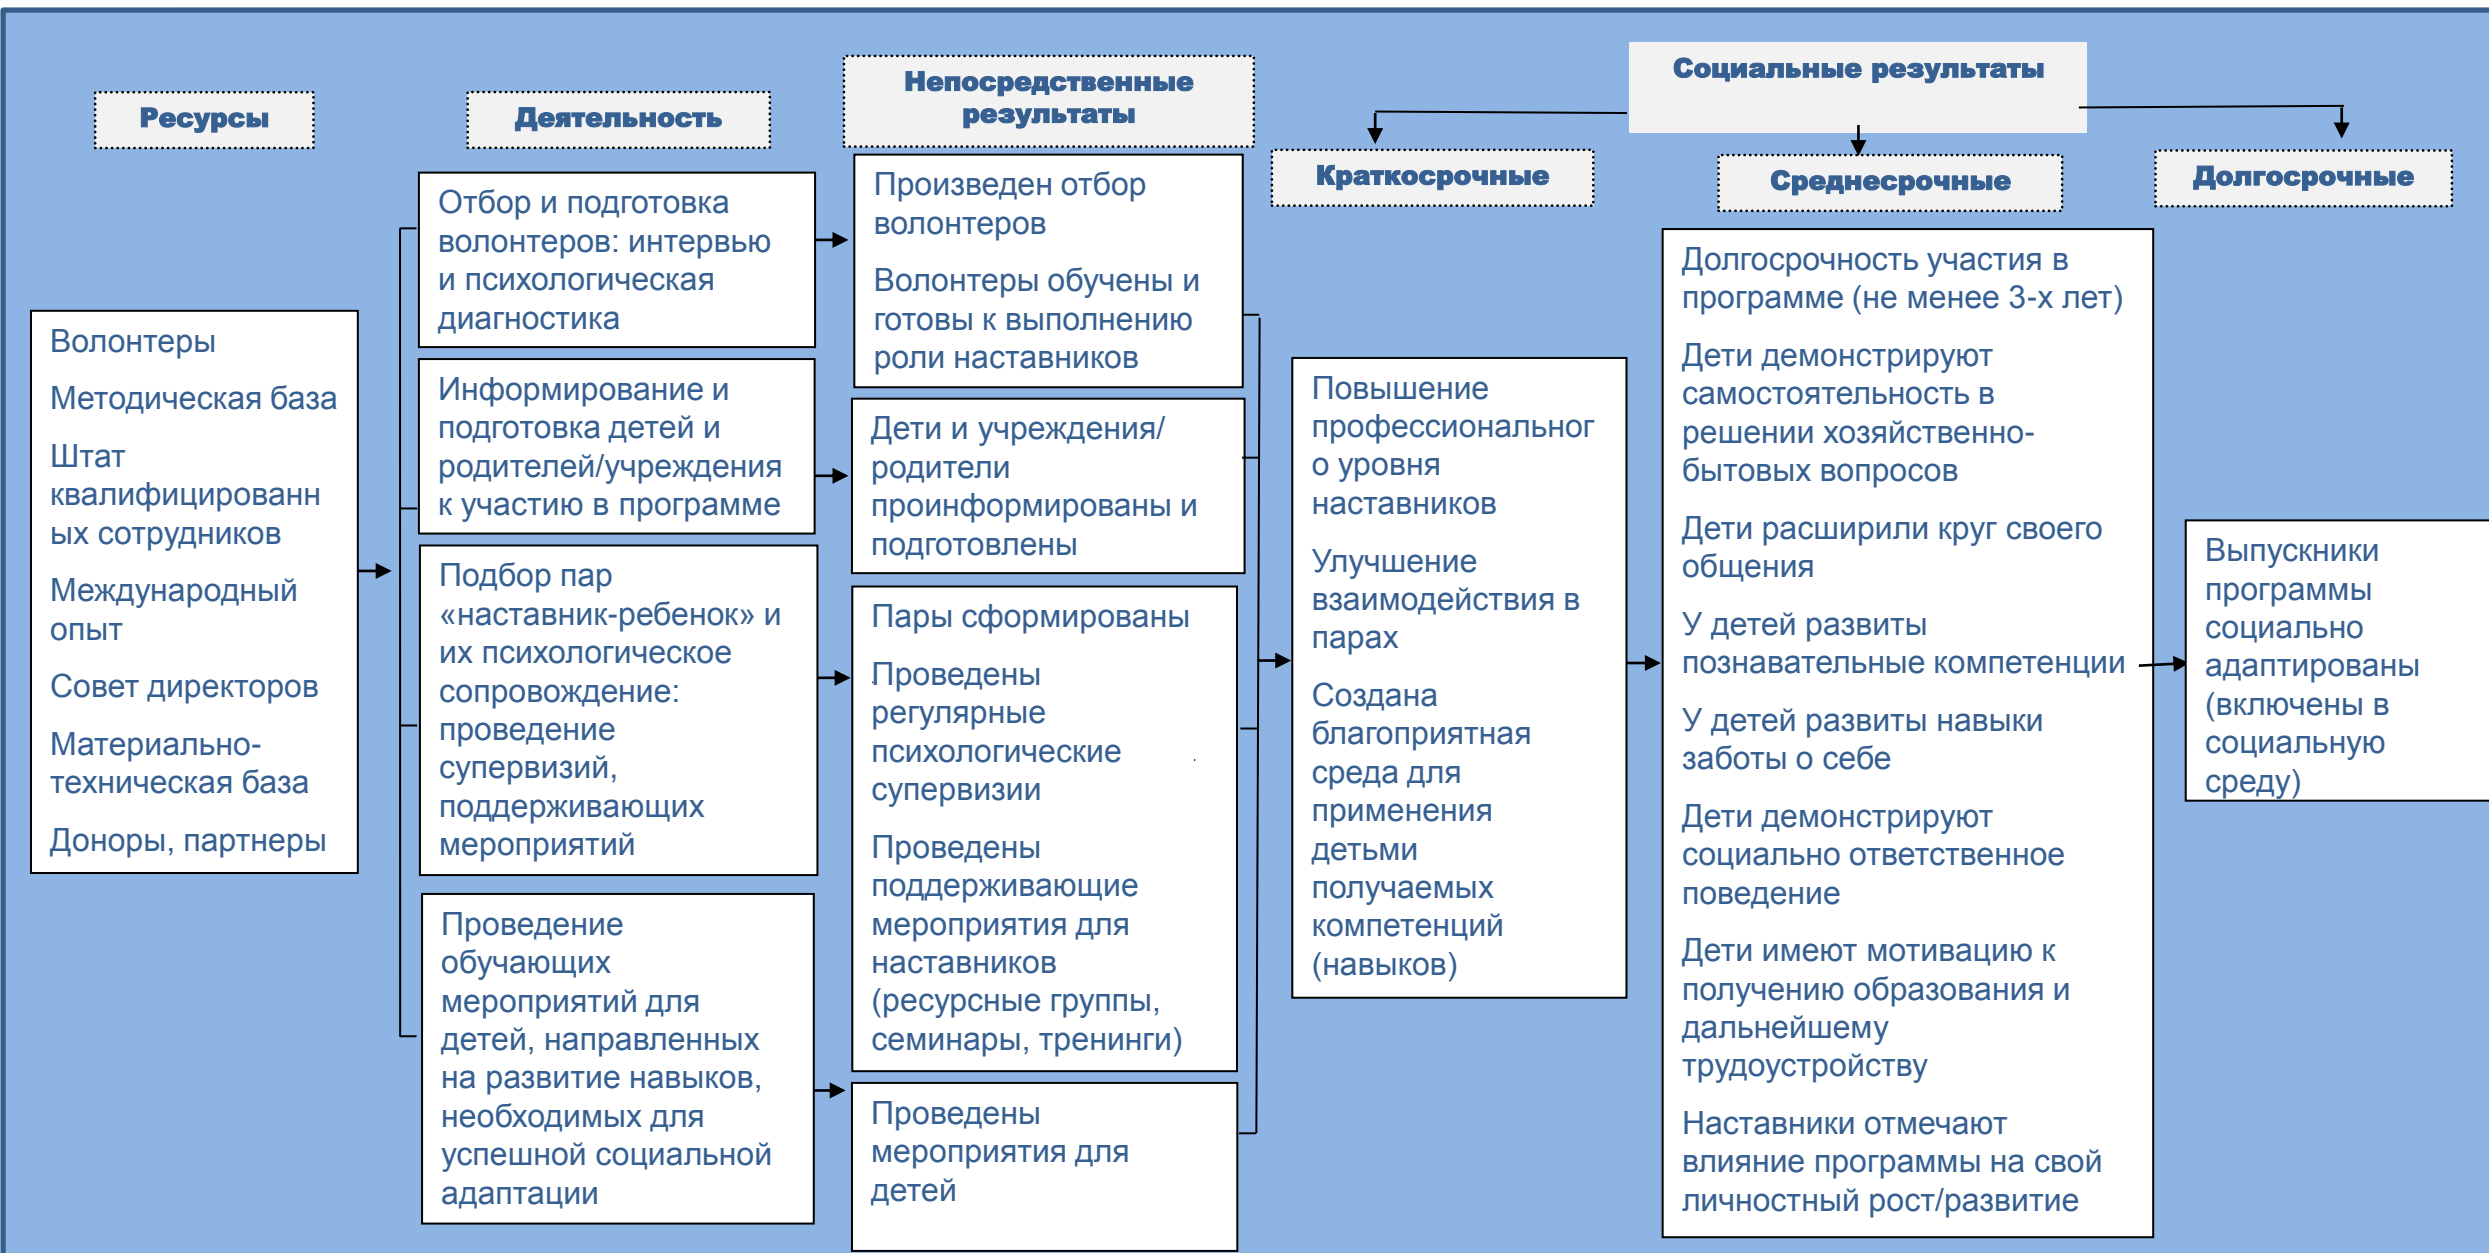 Ресурсы
Деятельность
Непосредственные
результаты
Социальные результаты
Краткосрочные
Среднесрочные
Долгосрочные
Волонтеры
Методическая база
Штат
квалифицированн
ых сотрудников
Международный
опыт
Совет директоров
Материально-
техническая база
Доноры, партнеры
Отбор и подготовка
волонтеров: интервью
и психологическая
диагностика
Информирование и
подготовка детей и
родителей/учреждения
к участию в программе
Подбор пар
«наставник-ребенок» и
их психологическое
сопровождение:
проведение
супервизий,
поддерживающих
мероприятий
Проведение
обучающих
мероприятий для
детей, направленных
на развитие навыков,
необходимых для
успешной социальной
адаптации
Произведен отбор
волонтеров
Волонтеры обучены и
готовы к выполнению
роли наставников
Дети и учреждения/
родители
проинформированы и
подготовлены
Пары сформированы
Проведены
регулярные
психологические
супервизии
Проведены
поддерживающие
мероприятия для
наставников
(ресурсные группы,
семинары, тренинги)
Проведены
мероприятия для
детей
Повышение
профессиональног
о уровня
наставников
Улучшение
взаимодействия в
парах
Создана
благоприятная
среда для
применения
детьми
получаемых
компетенций
(навыков)
Долгосрочность участия в
программе (не менее 3-х лет)
Дети демонстрируют
самостоятельность в
решении хозяйственно-
бытовых вопросов
Дети расширили круг своего
общения
У детей развиты
познавательные компетенции
У детей развиты навыки
заботы о себе
Дети демонстрируют
социально ответственное
поведение
Дети имеют мотивацию к
получению образования и
дальнейшему
трудоустройству
Наставники отмечают
влияние программы на свой
личностный рост/развитие
Выпускники
программы
социально
адаптированы
(включены в
социальную
среду)